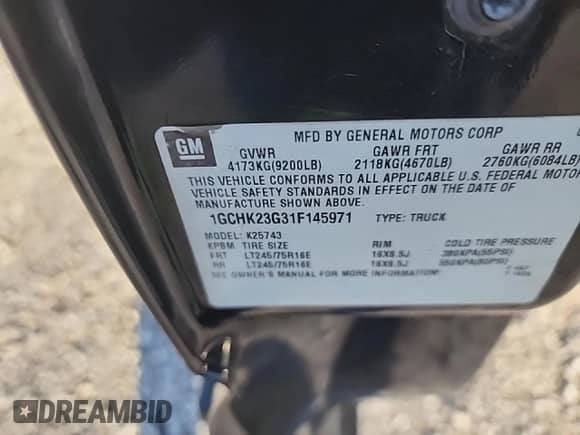 GM
MFD BY GENERAL MOTORS CORP
GVWR GAWR FRT GAWR RR
4173KG(9200LB) 2118KG(4670LB) 2760KG(6084LB)
THIS VEHICLE CONFORMS TO ALL APPLICABLE U.S. FEDERAL MOTOR
VEHICLE SAFETY STANDARDS IN EFFECT ON THE DATE OF
MANUFACTURE SHOWN ABOVE.
1GCHK23G31F145971 TYPE: TRUCK
MODEL: K25743
KPBM TIRE SIZE RIM COLD TIRE PRESSURE
FRT LT245/75R16E 16X6.5J 380KPA(55PSI)
RR LT245/75R16E 16X6.5J 550KPA(80PSI)
SEE OWNER'S MANUAL FOR MORE INFORMATION.
DREAMBID